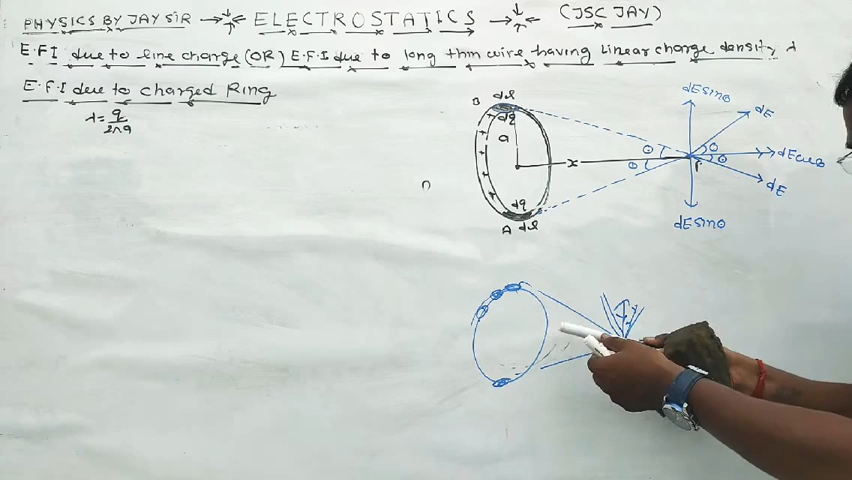 PHYSICS BY JAY SIR → ELECTROSTATICS → (JSC JAY)
E.F.I due to line charge (OR) E.F.I due to long thin wire having Linear charge density λ
E.F.I due to charged Ring
λ = q/2πa
B dl
dq
a
dq
A dl
x
θ
θ
dE sinθ
dE
θ
dE cosθ
θ
P
dE
dE sinθ